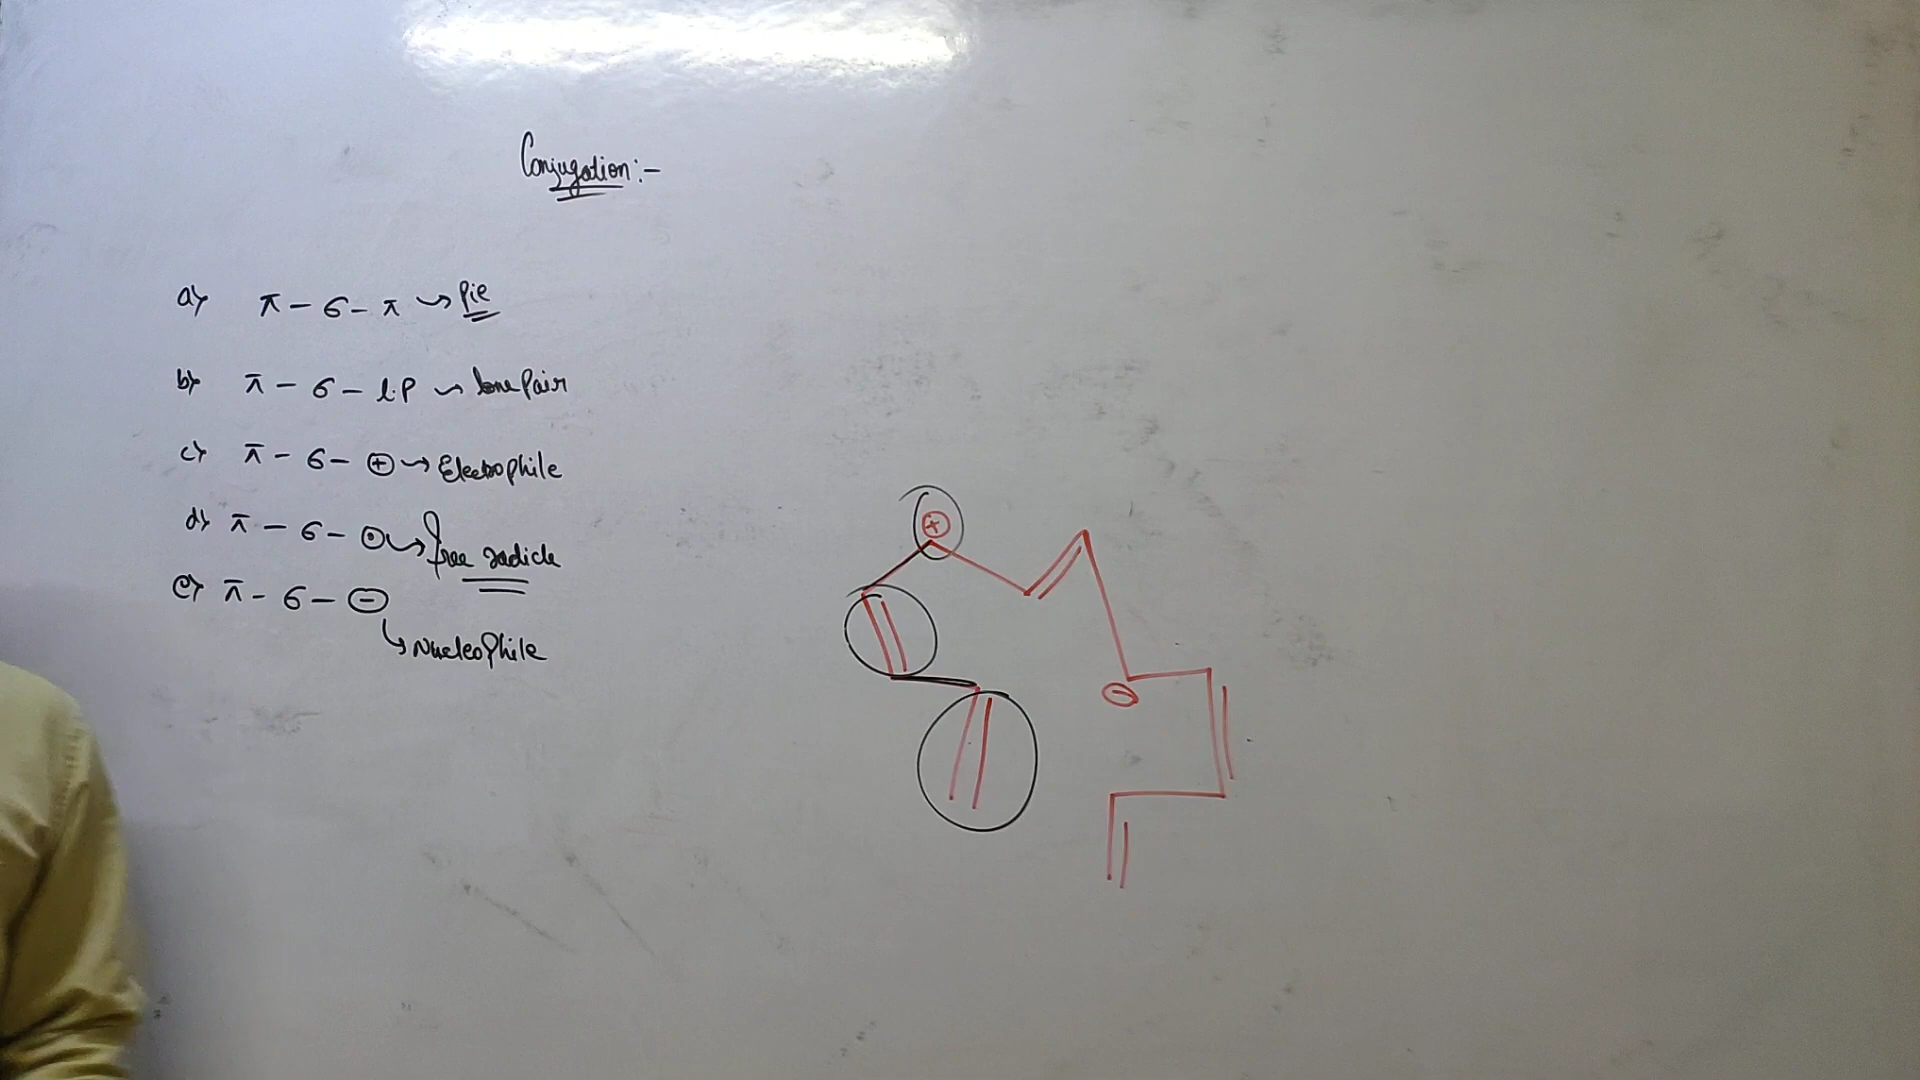 Conjugation:-
a) π - σ - π → Pie
b) π - σ - l.P → lone Pair
c) π - σ - ⊕ → Electrophile
d) π - σ - ⊙ → free radicle
e) π - σ - ⊖
↳ Nucleophile
⊕
⊖